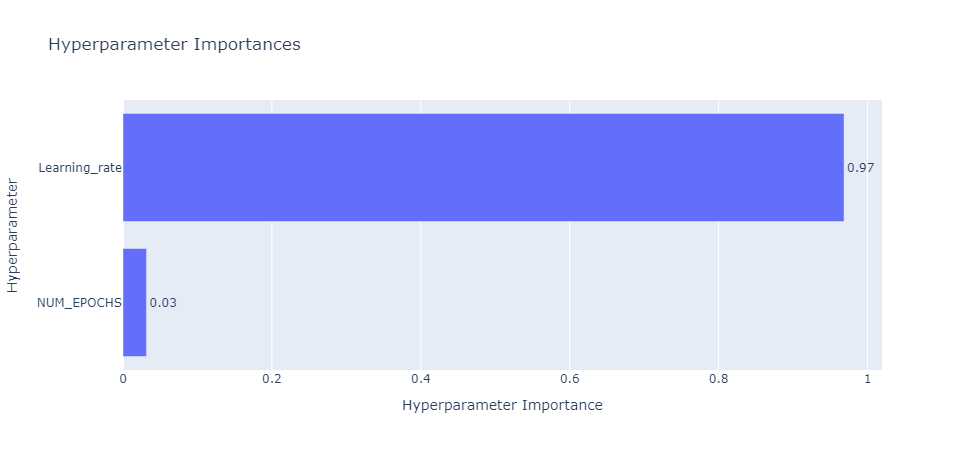 Hyperparameter Importances
Hyperparameter
Learning_rate
0.97
NUM_EPOCHS
0.03
0
0.2
0.4
0.6
0.8
1
Hyperparameter Importance